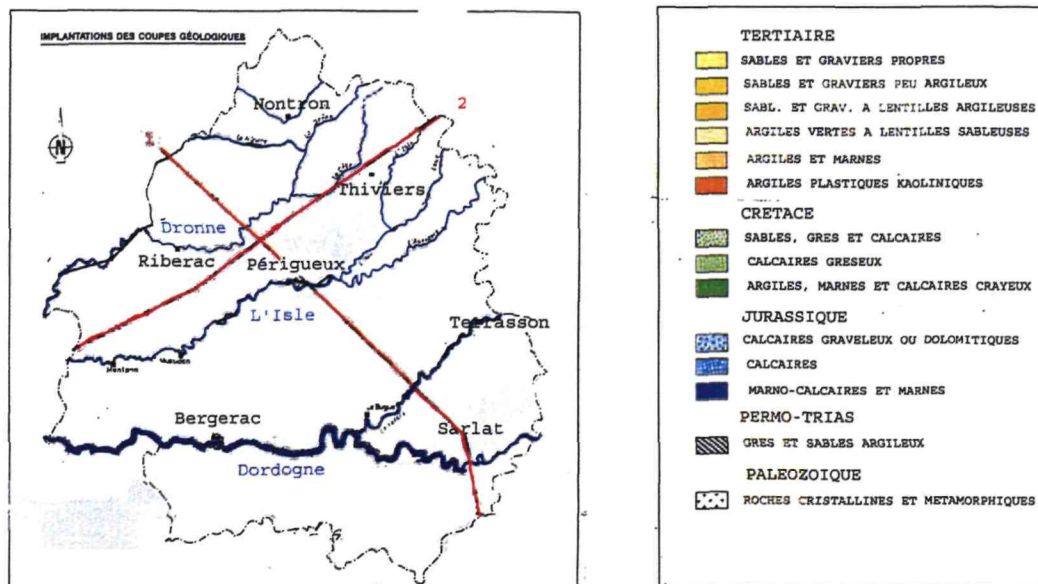 IMPLANTATIONS DES COUPES GÉOLOGIQUES
Nontron
2
1
N
Thiviers
Dronne
Riberac
Périgueux
L'Isle
Terrasson
Mussidan
Bergerac
Sarlat
Dordogne
TERTIAIRE
SABLES ET GRAVIERS PROPRES
SABLES ET GRAVIERS PEU ARGILEUX
SABL. ET GRAV. A LENTILLES ARGILEUSES
ARGILES VERTES A LENTILLES SABLEUSES
ARGILES ET MARNES
ARGILES PLASTIQUES KAOLINIQUES
CRETACE
SABLES, GRES ET CALCAIRES
CALCAIRES GRESEUX
ARGILES, MARNES ET CALCAIRES CRAYEUX
JURASSIQUE
CALCAIRES GRAVELEUX OU DOLOMITIQUES
CALCAIRES
MARNO-CALCAIRES ET MARNES
PERMO-TRIAS
GRES ET SABLES ARGILEUX
PALEOZOIQUE
ROCHES CRISTALLINES ET METAMORPHIQUES